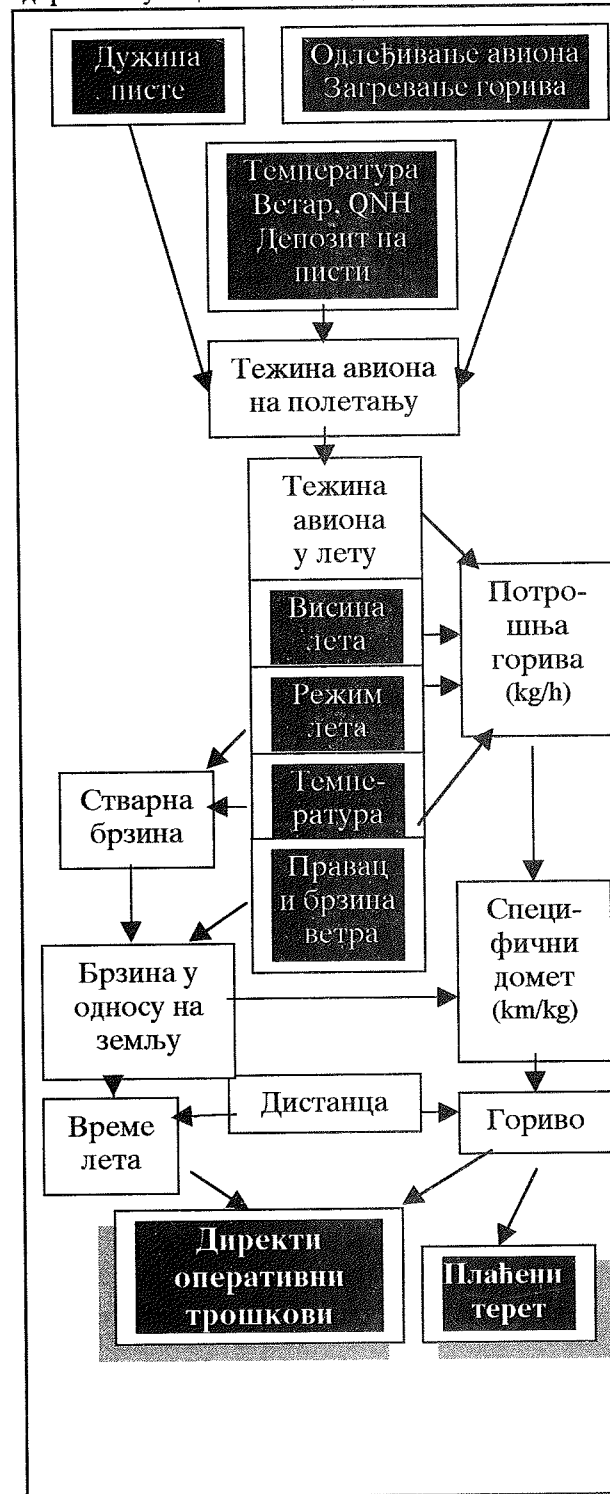 Дужина
писте
Одлеђивање авиона
Загревање горива
Температура
Ветар, QNH
Депозит на
писти
Тежина авиона
на полетању
Тежина
авиона
у лету
Висина
лета
Потро-
шња
горива
(kg/h)
Режим
лета
Стварна
брзина
Темпе-
ратура
Правац
и брзина
ветра
Специ-
фични
домет
(km/kg)
Брзина у
односу на
земљу
Дистанца
Време
лета
Гориво
Директи
оперативни
трошкови
Плаћени
терет